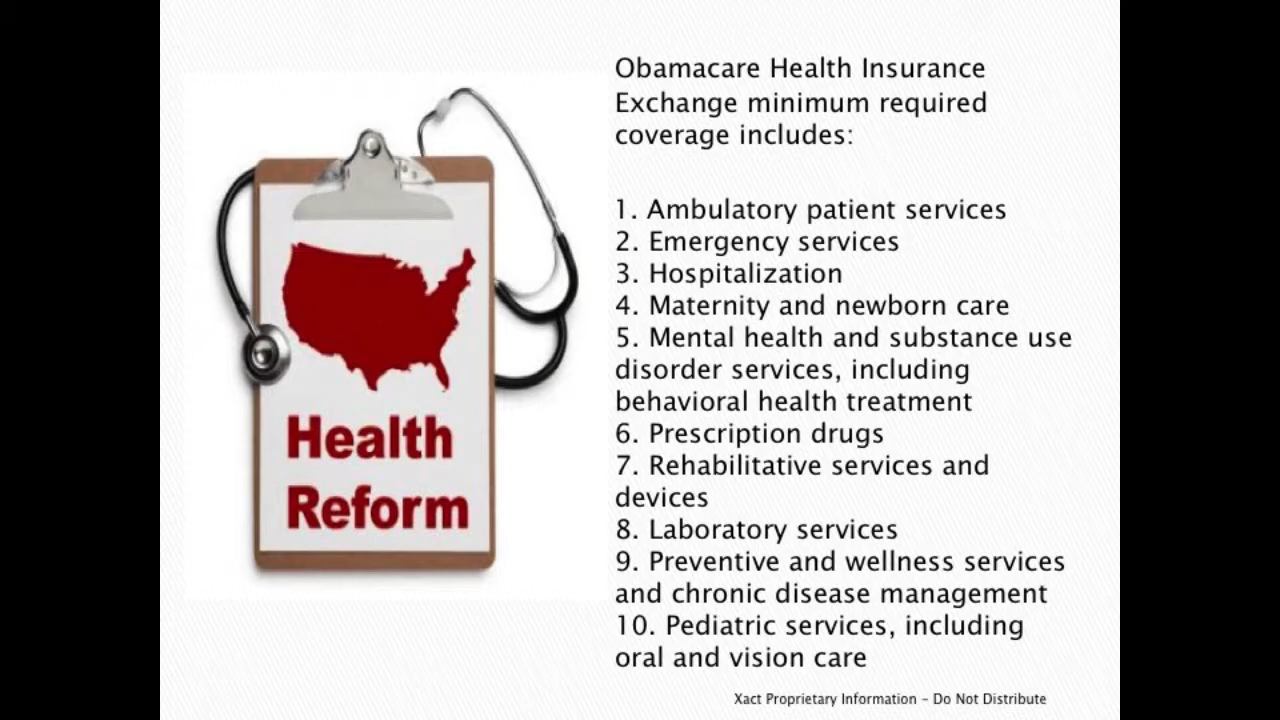 Health
Reform
Obamacare Health Insurance
Exchange minimum required
coverage includes:
1. Ambulatory patient services
2. Emergency services
3. Hospitalization
4. Maternity and newborn care
5. Mental health and substance use
disorder services, including
behavioral health treatment
6. Prescription drugs
7. Rehabilitative services and
devices
8. Laboratory services
9. Preventive and wellness services
and chronic disease management
10. Pediatric services, including
oral and vision care
Xact Proprietary Information – Do Not Distribute